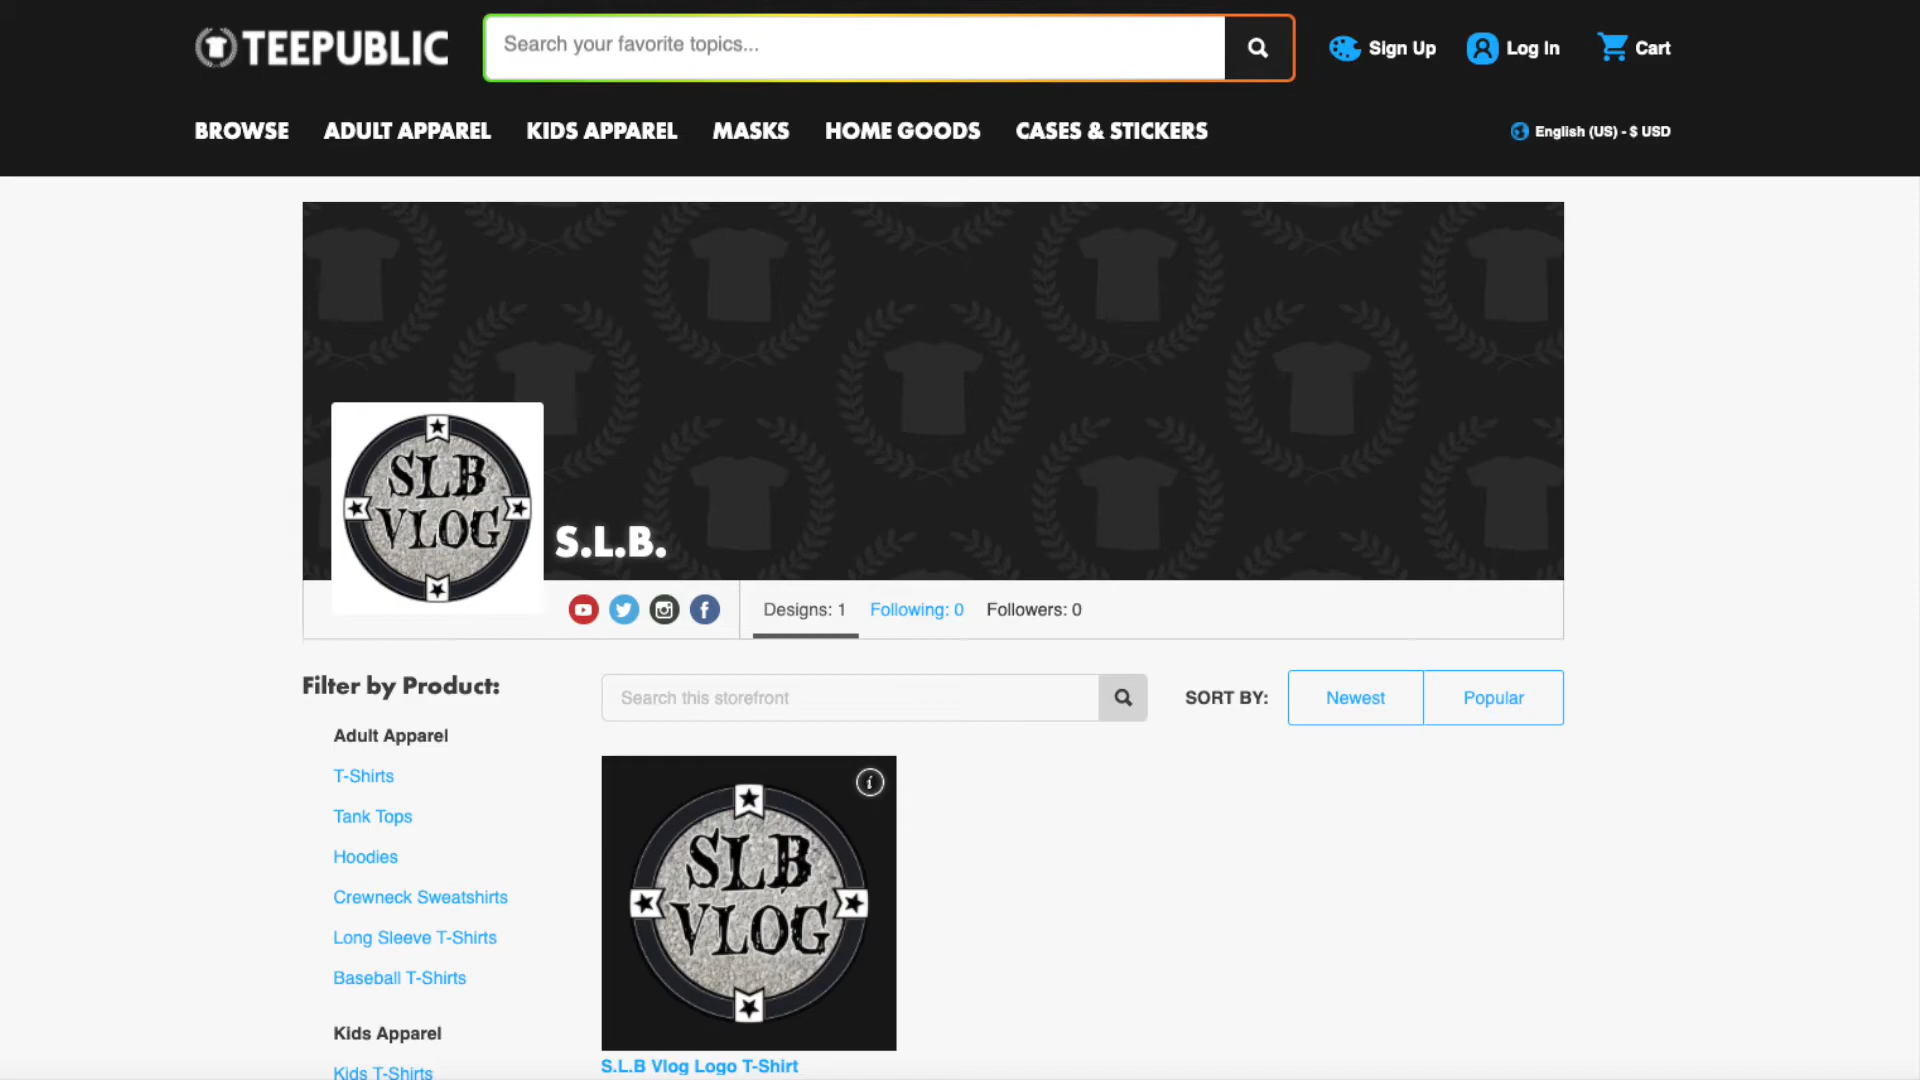 TEEPUBLIC
Search your favorite topics...
Sign Up
Log In
Cart
BROWSE
ADULT APPAREL
KIDS APPAREL
MASKS
HOME GOODS
CASES & STICKERS
English (US) - $ USD
SLB
VLOG
S.L.B.
Designs: 1
Following: 0
Followers: 0
Filter by Product:
Search this storefront
SORT BY:
Newest
Popular
Adult Apparel
T-Shirts
Tank Tops
Hoodies
Crewneck Sweatshirts
Long Sleeve T-Shirts
Baseball T-Shirts
Kids Apparel
Kids T-Shirts
i
SLB
VLOG
S.L.B Vlog Logo T-Shirt